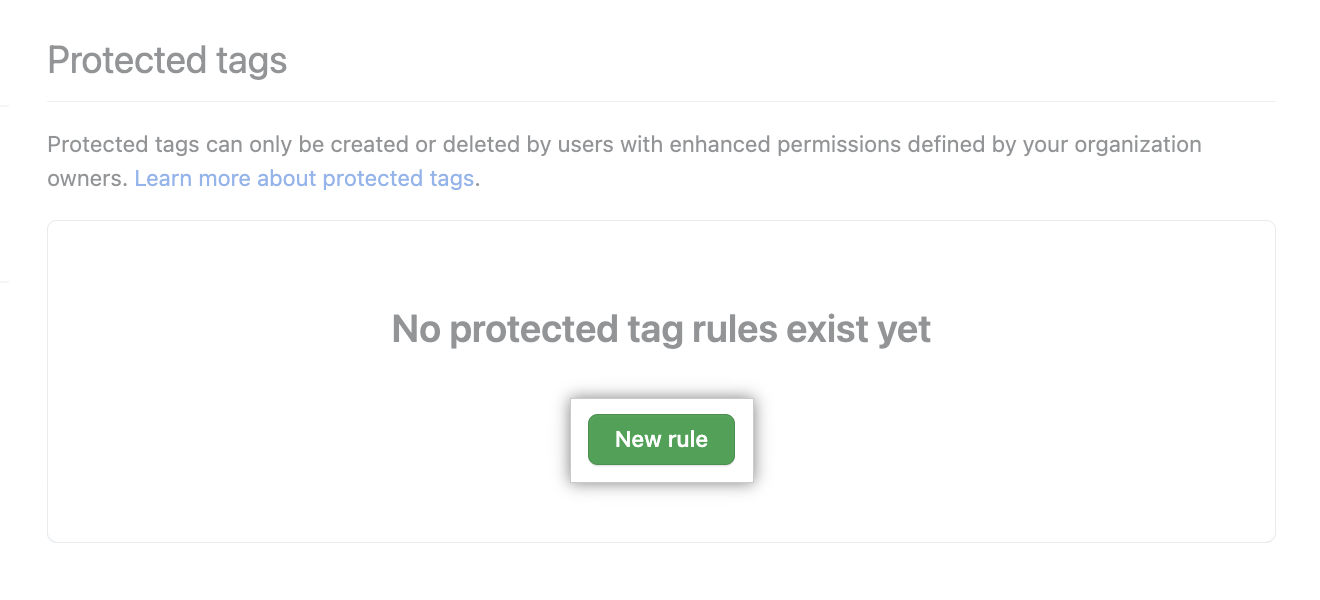 Protected tags
Protected tags can only be created or deleted by users with enhanced permissions defined by your organization
owners. Learn more about protected tags.
No protected tag rules exist yet
New rule